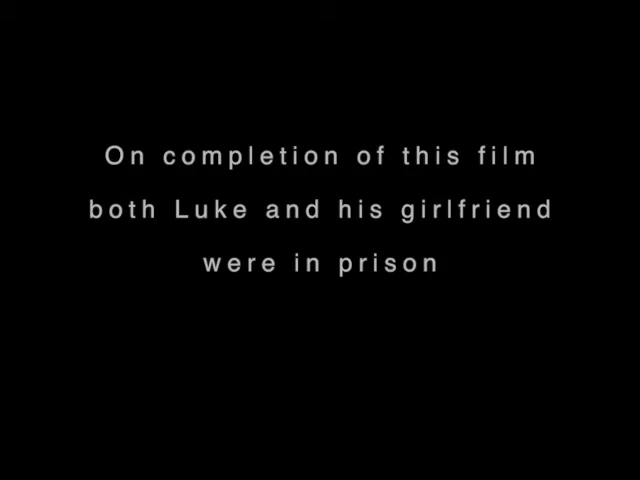 On completion of this film
both Luke and his girlfriend
were in prison